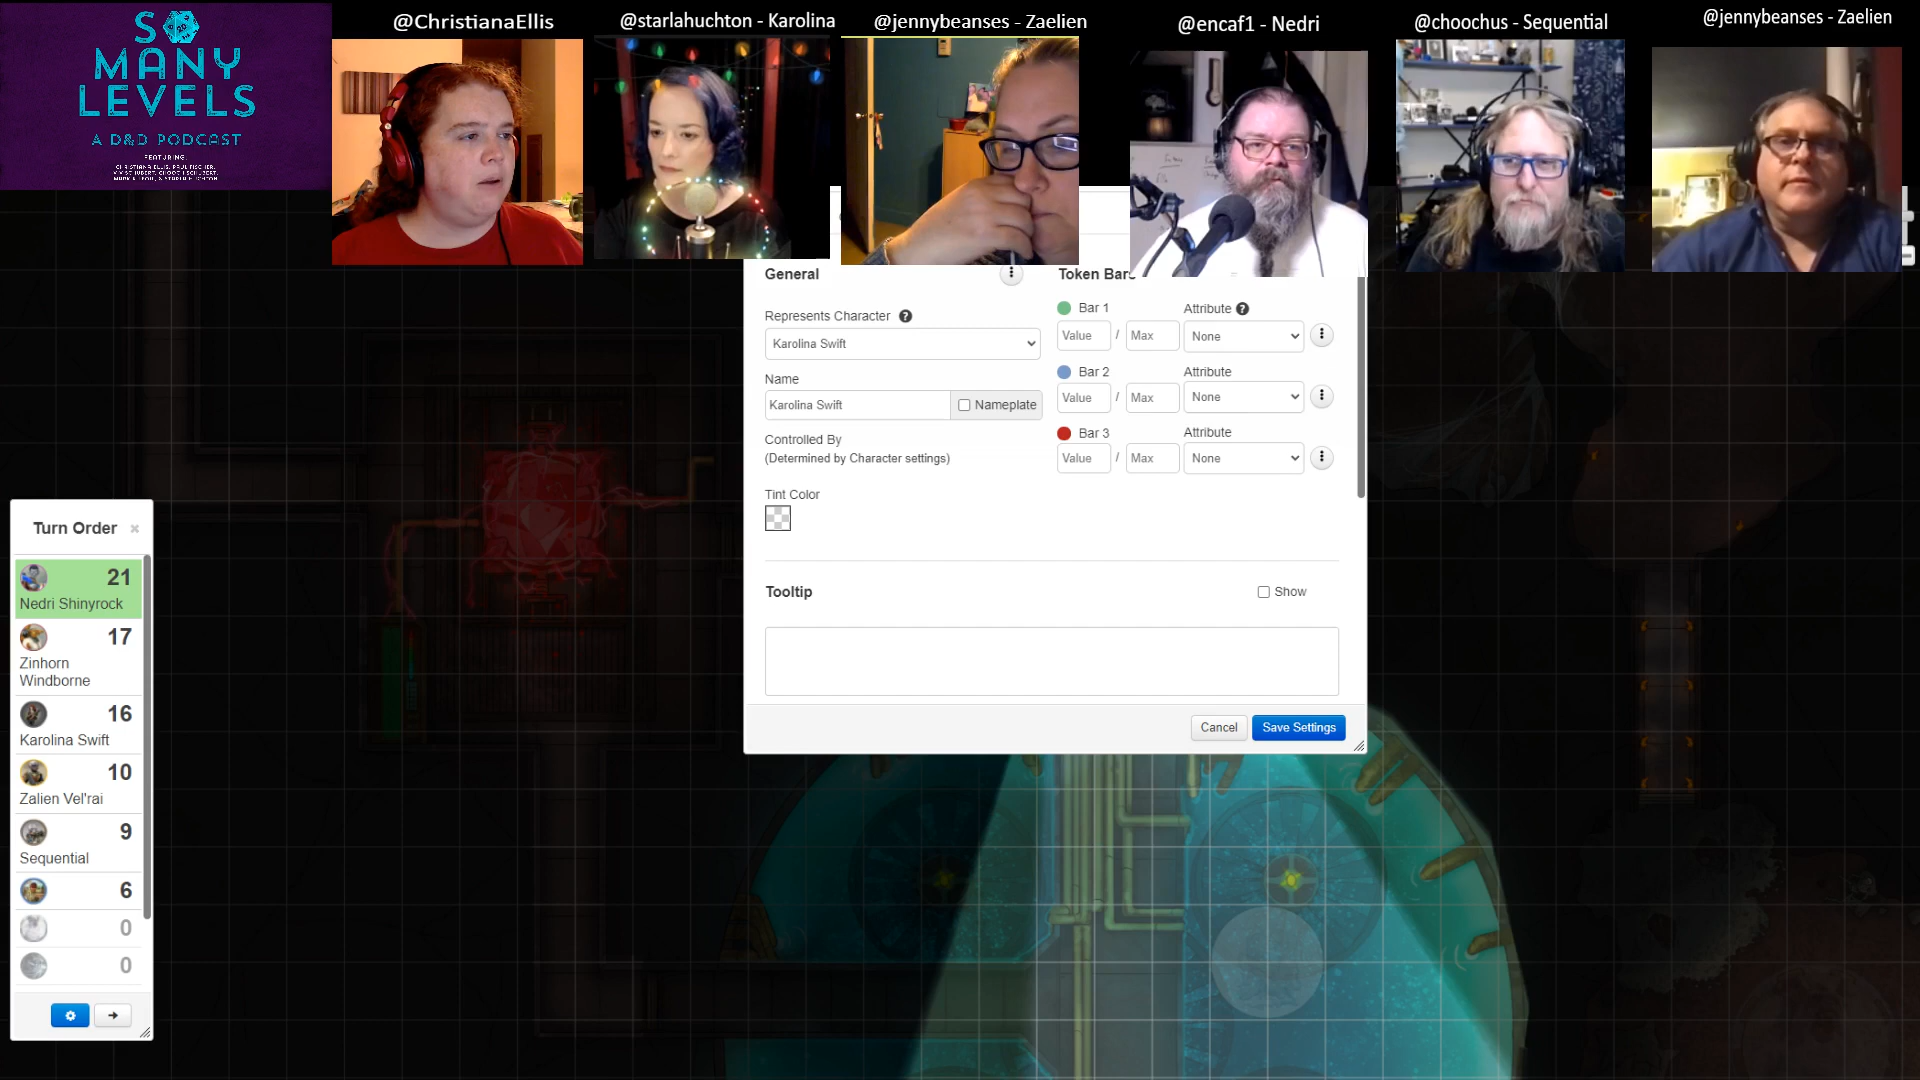 @ChristianaEllis
@starlahuchton - Karolina
@jennybeanses - Zaelien
@encaf1 - Nedri
@choochus - Sequential
@jennybeanses - Zaelien
SO
MANY
LEVELS
A D&D PODCAST
FEATURING:
General
Represents Character ?
Karolina Swift
Name
Karolina Swift
Nameplate
Controlled By
(Determined by Character settings)
Tint Color
Token Bars
Bar 1 Attribute ?
Value / Max None
Bar 2 Attribute
Value / Max None
Bar 3 Attribute
Value / Max None
Tooltip
Show
Cancel
Save Settings
Turn Order ×
21
Nedri Shinyrock
17
Zinhorn
Windborne
16
Karolina Swift
10
Zalien Vel'rai
9
Sequential
6
0
0